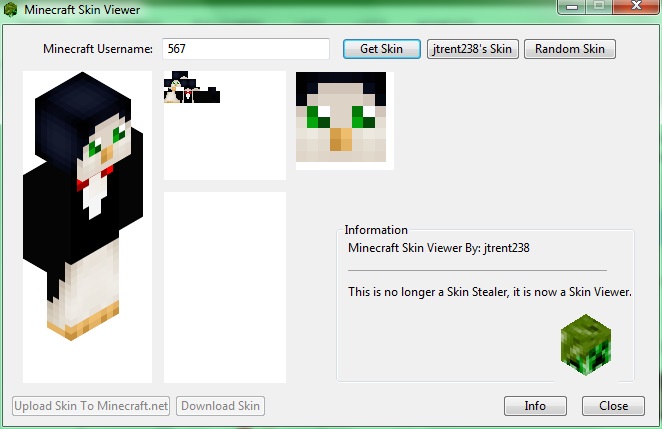 Minecraft Skin Viewer
Minecraft Username: 567 Get Skin jtrent238's Skin Random Skin
Information
Minecraft Skin Viewer By: jtrent238
This is no longer a Skin Stealer, it is now a Skin Viewer.
Upload Skin To Minecraft.net Download Skin Info Close